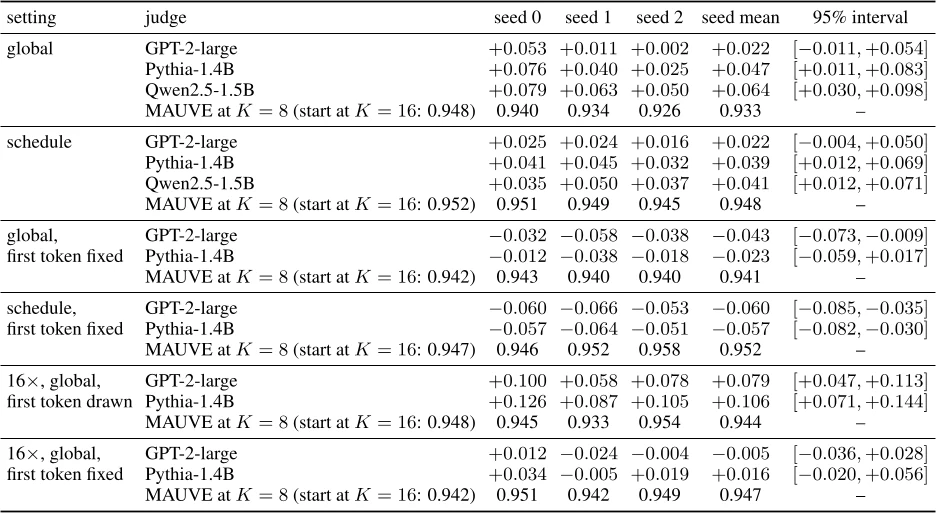 setting judge seed 0 seed 1 seed 2 seed mean 95% interval
global GPT-2-large +0.053 +0.011 +0.002 +0.022 [−0.011, +0.054]
Pythia-1.4B +0.076 +0.040 +0.025 +0.047 [+0.011, +0.083]
Qwen2.5-1.5B +0.079 +0.063 +0.050 +0.064 [+0.030, +0.098]
MAUVE at K = 8 (start at K = 16: 0.948) 0.940 0.934 0.926 0.933 –
schedule GPT-2-large +0.025 +0.024 +0.016 +0.022 [−0.004, +0.050]
Pythia-1.4B +0.041 +0.045 +0.032 +0.039 [+0.012, +0.069]
Qwen2.5-1.5B +0.035 +0.050 +0.037 +0.041 [+0.012, +0.071]
MAUVE at K = 8 (start at K = 16: 0.952) 0.951 0.949 0.945 0.948 –
global, GPT-2-large −0.032 −0.058 −0.038 −0.043 [−0.073, −0.009]
first token fixed Pythia-1.4B −0.012 −0.038 −0.018 −0.023 [−0.059, +0.017]
MAUVE at K = 8 (start at K = 16: 0.942) 0.943 0.940 0.940 0.941 –
schedule, GPT-2-large −0.060 −0.066 −0.053 −0.060 [−0.085, −0.035]
first token fixed Pythia-1.4B −0.057 −0.064 −0.051 −0.057 [−0.082, −0.030]
MAUVE at K = 8 (start at K = 16: 0.947) 0.946 0.952 0.958 0.952 –
16×, global, GPT-2-large +0.100 +0.058 +0.078 +0.079 [+0.047, +0.113]
first token drawn Pythia-1.4B +0.126 +0.087 +0.105 +0.106 [+0.071, +0.144]
MAUVE at K = 8 (start at K = 16: 0.948) 0.945 0.933 0.954 0.944 –
16×, global, GPT-2-large +0.012 −0.024 −0.004 −0.005 [−0.036, +0.028]
first token fixed Pythia-1.4B +0.034 −0.005 +0.019 +0.016 [−0.020, +0.056]
MAUVE at K = 8 (start at K = 16: 0.942) 0.951 0.942 0.949 0.947 –